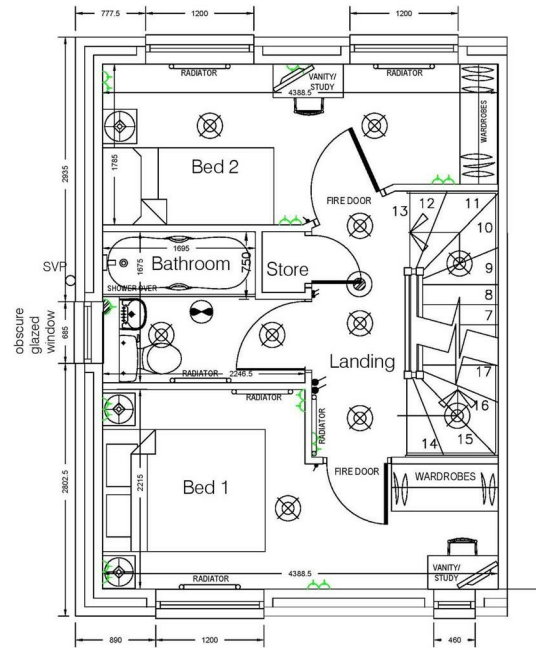 777.5
1200
1200
RADIATOR
VANITY/
STUDY
RADIATOR
4388.5
WARDROBES
2935
1785
Bed 2
FIRE DOOR
13
12
11
10
9
8
7
1695
1675
Bathroom
750
Store
SHOWER OVER
SVP
obscure
glazed
window
685
RADIATOR
2246.5
RADIATOR
Landing
17
16
15
14
RADIATOR
FIRE DOOR
WARDROBES
2802.5
2215
Bed 1
4388.5
RADIATOR
VANITY/
STUDY
890
1200
460